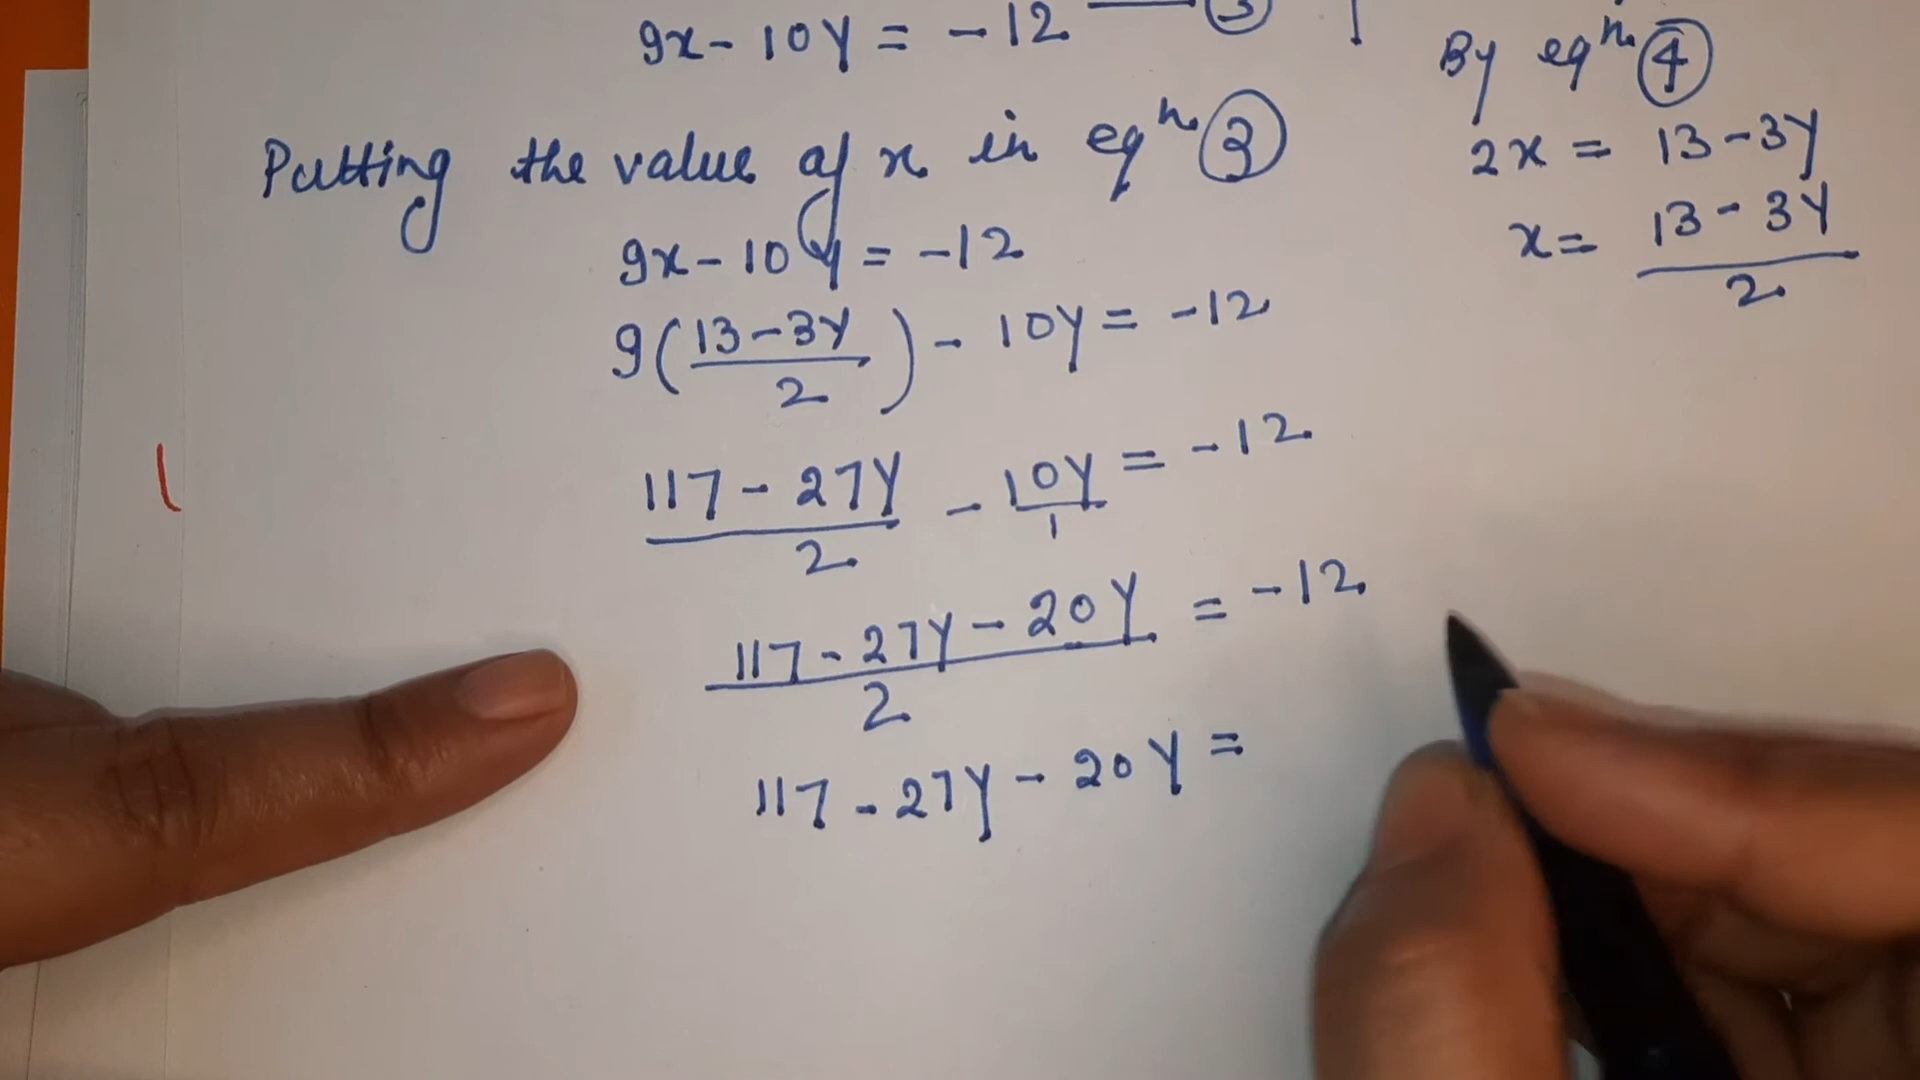 9x - 10y = -12 —— ③
Putting the value of x in eqⁿ ③
9x - 10y = -12
9(13-3y/2) - 10y = -12
117 - 27y/2 - 10y/1 = -12
117 - 27y - 20y/2 = -12
117 - 27y - 20y =
By eqⁿ ④
2x = 13-3y
x = 13-3y/2